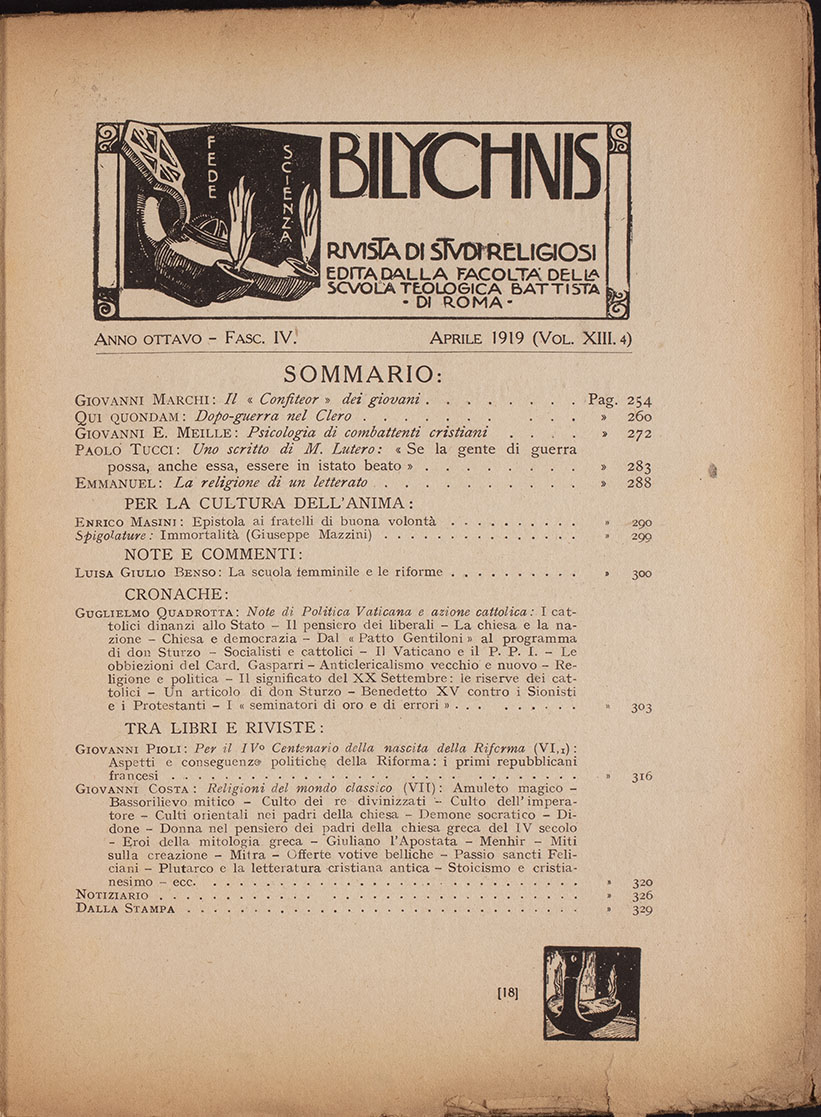 FEDE
SCIENZA
BILYCHNIS
RIVISTA DI STVDI RELIGIOSI
EDITA DALLA FACOLTA' DELLA
SCVOLA TEOLOGICA BATTISTA
- DI ROMA -
ANNO OTTAVO - FASC. IV.
APRILE 1919 (VOL. XIII. 4)
SOMMARIO:
GIOVANNI MARCHI: Il « Confiteor » dei giovani . . . . . . . . Pag. 254
QUI QUONDAM: Dopo-guerra nel Clero . . . . . . . . . . » 260
GIOVANNI E. MEILLE: Psicologia di combattenti cristiani . . . . » 272
PAOLO TUCCI: Uno scritto di M. Lutero: « Se la gente di guerra
possa, anche essa, essere in istato beato » . . . . . . . . » 283
EMMANUEL: La religione di un letterato . . . . . . . . . . » 288
PER LA CULTURA DELL'ANIMA:
ENRICO MASINI: Epistola ai fratelli di buona volontà . . . . . . . . . . » 290
Spigolature: Immortalità (Giuseppe Mazzini) . . . . . . . . . . . . . . . » 299
NOTE E COMMENTI:
LUISA GIULIO BENSO: La scuola femminile e le riforme . . . . . . . . . . » 300
CRONACHE:
GUGLIELMO QUADROTTA: Note di Politica Vaticana e azione cattolica: I cat-
tolici dinanzi allo Stato - Il pensiero dei liberali - La chiesa e la na-
zione - Chiesa e democrazia - Dal « Patto Gentiloni » al programma
di don Sturzo - Socialisti e cattolici - Il Vaticano e il P. P. I. - Le
obbiezioni del Card. Gasparri - Anticlericalismo vecchio e nuovo - Re-
ligione e politica - Il significato del XX Settembre: le riserve dei cat-
tolici - Un articolo di don Sturzo - Benedetto XV contro i Sionisti
e i Protestanti - I « seminatori di oro e di errori » . . . . . . . . . » 303
TRA LIBRI E RIVISTE:
GIOVANNI PIOLI: Per il IVº Centenario della nascita della Riforma (VI,1):
Aspetti e conseguenze politiche della Riforma: i primi repubblicani
francesi . . . . . . . . . . . . . . . . . . . . . . . . . . . . . » 316
GIOVANNI COSTA: Religioni del mondo classico (VII): Amuleto magico -
Bassorilievo mitico - Culto dei re divinizzati - Culto dell'impera-
tore - Culti orientali nei padri della chiesa - Demone socratico - Di-
done - Donna nel pensiero dei padri della chiesa greca del IV secolo
- Eroi della mitologia greca - Giuliano l'Apostata - Menhir - Miti
sulla creazione - Mitra - Offerte votive belliche - Passio sancti Feli-
ciani - Plutarco e la letteratura cristiana antica - Stoicismo e cristia-
nesimo - ecc. . . . . . . . . . . . . . . . . . . . . . . . . . . . » 320
NOTIZIARIO . . . . . . . . . . . . . . . . . . . . . . . . . . . . . . » 326
DALLA STAMPA . . . . . . . . . . . . . . . . . . . . . . . . . . . . . » 329
[18]